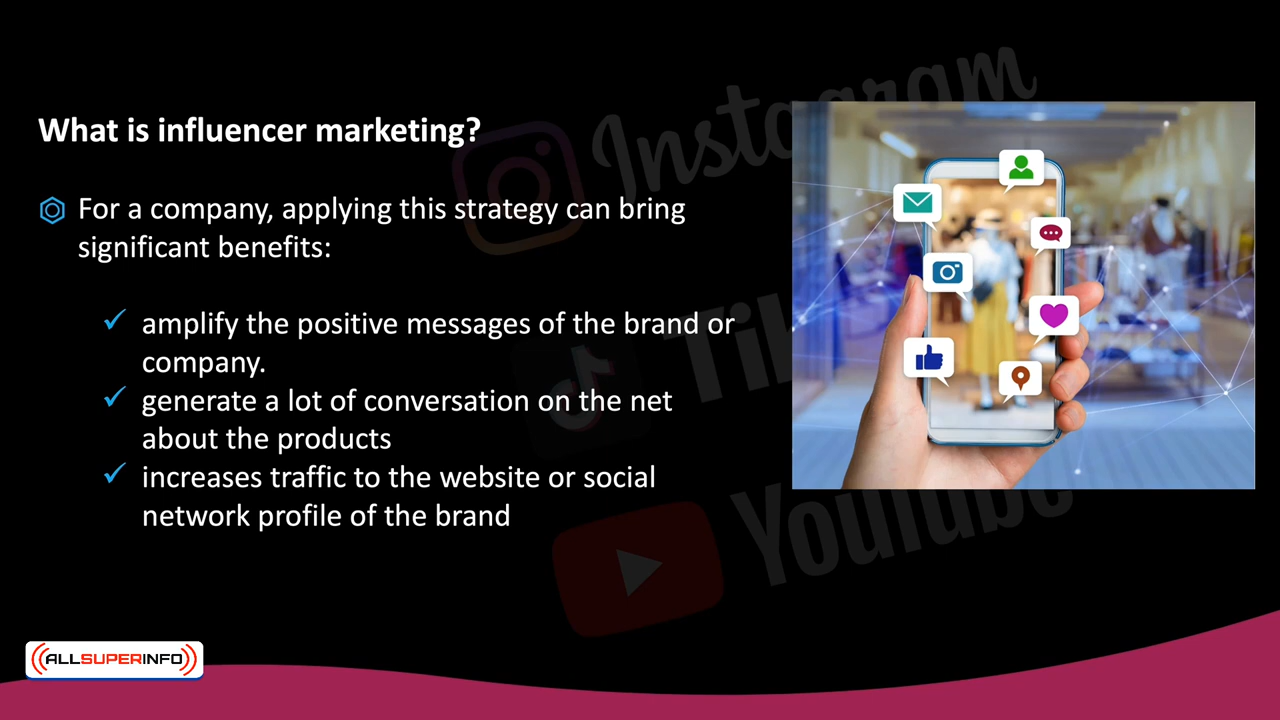 What is influencer marketing?
For a company, applying this strategy can bring
significant benefits:
amplify the positive messages of the brand or
company.
generate a lot of conversation on the net
about the products
increases traffic to the website or social
network profile of the brand
Instagram
YouTube
ALLSUPERINFO